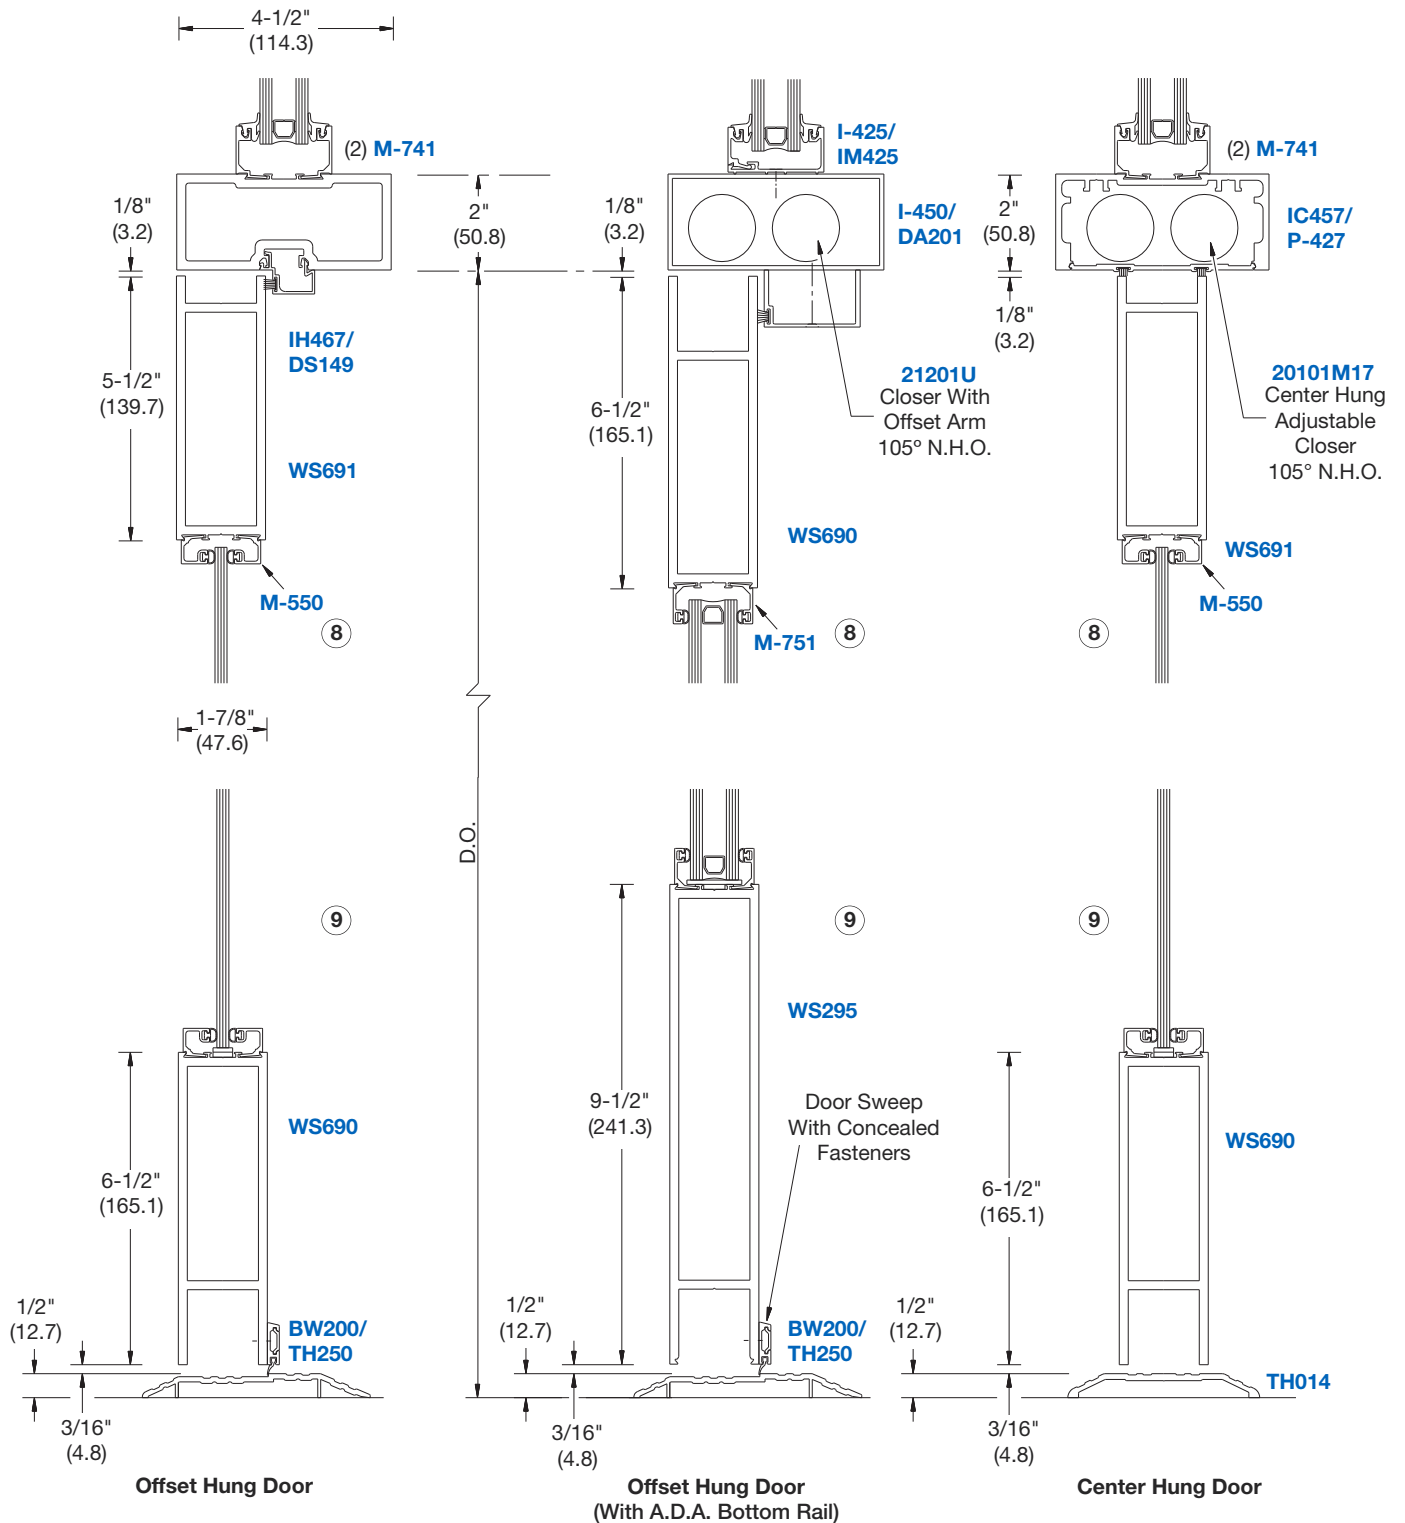 4-1/2"
(114.3)
(2) M-741
1/8"
(3.2)
2"
(50.8)
IH467/
DS149
5-1/2"
(139.7)
WS691
M-550
8
1-7/8"
(47.6)
I-425/
IM425
1/8"
(3.2)
I-450/
DA201
21201U
Closer With
Offset Arm
105° N.H.O.
6-1/2"
(165.1)
WS690
M-751
8
(2) M-741
2"
(50.8)
IC457/
P-427
1/8"
(3.2)
20101M17
Center Hung
Adjustable
Closer
105° N.H.O.
WS691
M-550
8
D.O.
9
WS690
6-1/2"
(165.1)
1/2"
(12.7)
BW200/
TH250
3/16"
(4.8)
Offset Hung Door
9
WS295
9-1/2"
(241.3)
Door Sweep
With Concealed
Fasteners
1/2"
(12.7)
BW200/
TH250
3/16"
(4.8)
Offset Hung Door
(With A.D.A. Bottom Rail)
9
WS690
6-1/2"
(165.1)
1/2"
(12.7)
TH014
3/16"
(4.8)
Center Hung Door